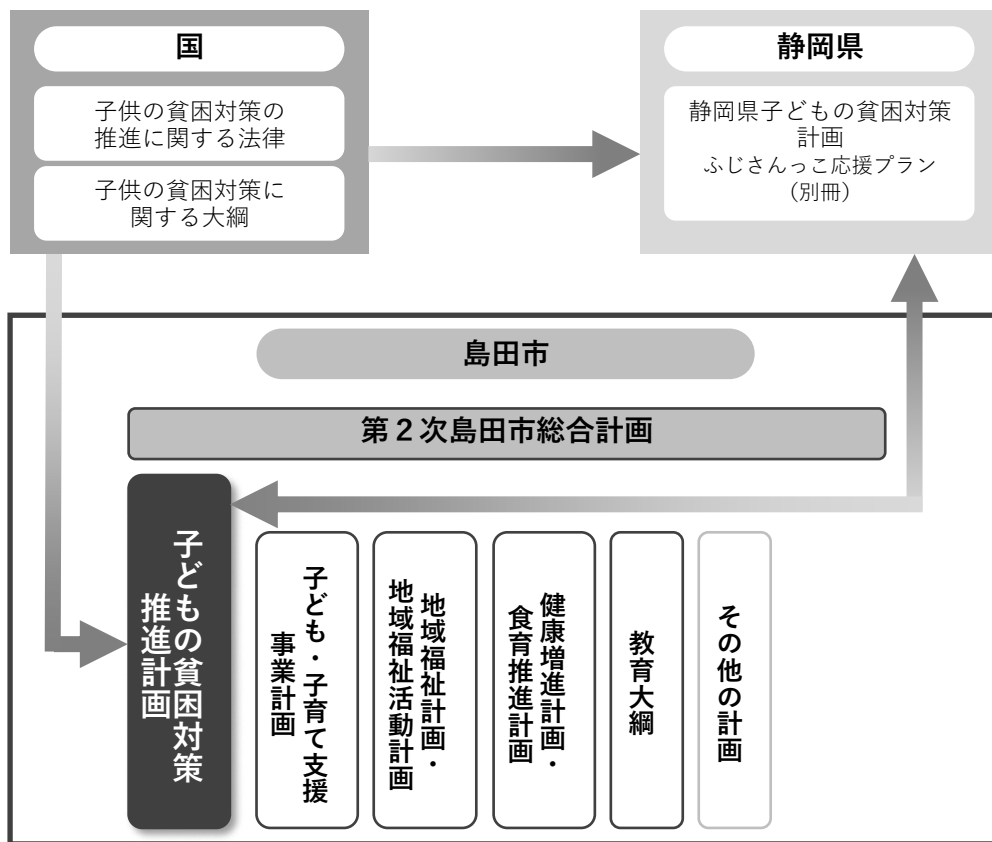 国
子供の貧困対策の
推進に関する法律
子供の貧困対策に
関する大綱
静岡県
静岡県子どもの貧困対策
計画
ふじさんっこ応援プラン
(別冊)
島田市
第２次島田市総合計画
子どもの貧困対策
推進計画
子ども・子育て支援
事業計画
地域福祉計画・
地域福祉活動計画
健康増進計画・
食育推進計画
教育大綱
その他の計画